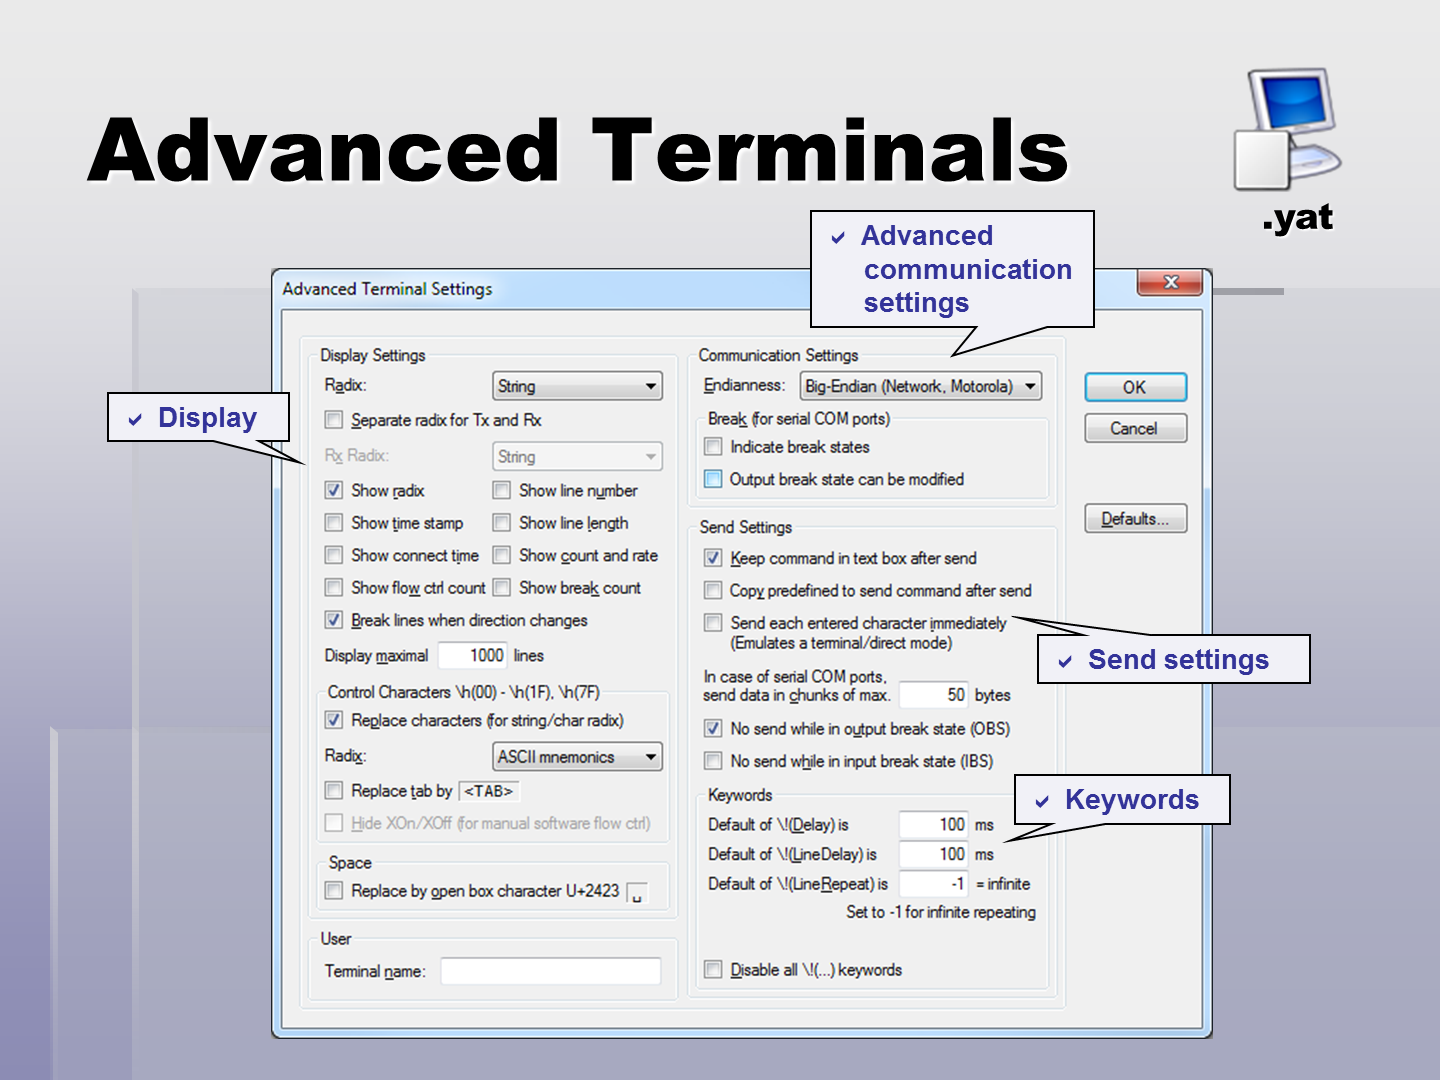 Advanced Terminals
.yat
Advanced
communication
settings
Advanced Terminal Settings
Display
Display Settings
Radix: String
Separate radix for Tx and Rx
Rx Radix: String
Show radix
Show line number
Show time stamp
Show line length
Show connect time
Show count and rate
Show flow ctrl count
Show break count
Break lines when direction changes
Display maximal 1000 lines
Control Characters \h(00) - \h(1F), \h(7F)
Replace characters (for string/char radix)
Radix: ASCII mnemonics
Replace tab by <TAB>
Hide XOn/XOff (for manual software flow ctrl)
Space
Replace by open box character U+2423 ␣
User
Terminal name:
Communication Settings
Endianness: Big-Endian (Network, Motorola)
Break (for serial COM ports)
Indicate break states
Output break state can be modified
Send Settings
Keep command in text box after send
Copy predefined to send command after send
Send each entered character immediately
(Emulates a terminal/direct mode)
In case of serial COM ports,
send data in chunks of max. 50 bytes
No send while in output break state (OBS)
No send while in input break state (IBS)
Keywords
Default of \!(Delay) is 100 ms
Default of \!(LineDelay) is 100 ms
Default of \!(LineRepeat) is -1 = infinite
Set to -1 for infinite repeating
Disable all \!(...) keywords
OK
Cancel
Defaults...
Send settings
Keywords